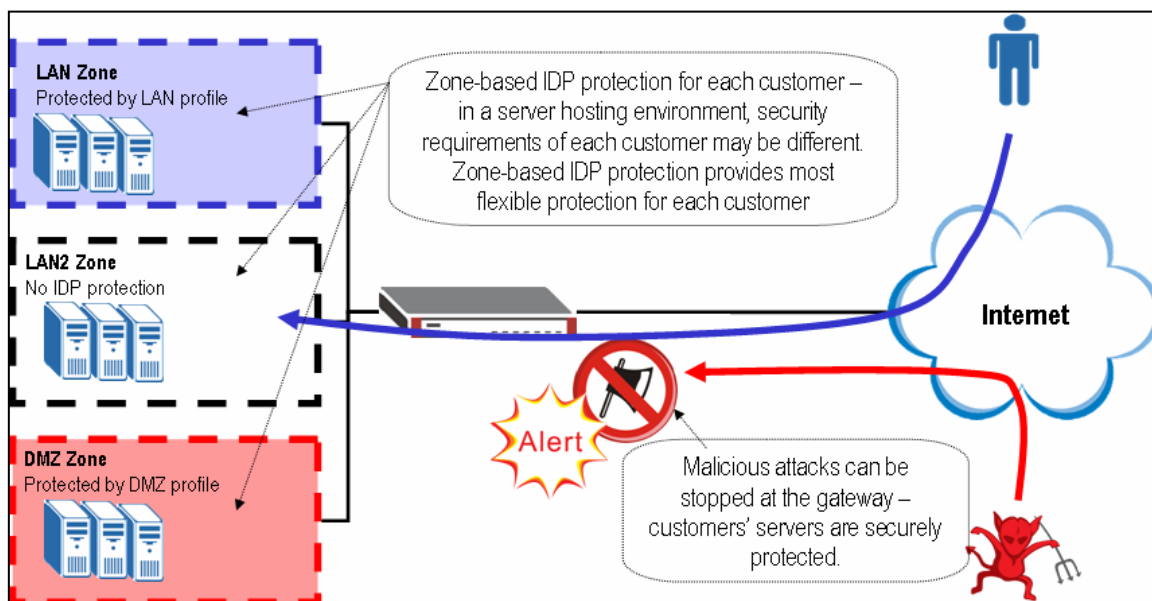 LAN Zone
Protected by LAN profile
Zone-based IDP protection for each customer –
in a server hosting environment, security
requirements of each customer may be different.
Zone-based IDP protection provides most
flexible protection for each customer
LAN2 Zone
No IDP protection
Internet
Alert
DMZ Zone
Protected by DMZ profile
Malicious attacks can be
stopped at the gateway –
customers' servers are securely
protected.